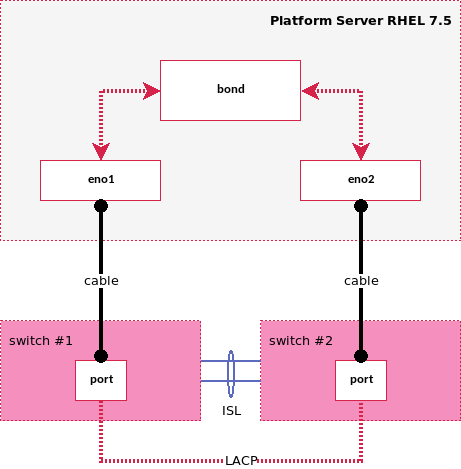 Platform Server RHEL 7.5
bond
eno1
eno2
cable
cable
switch #1
switch #2
port
port
ISL
LACP